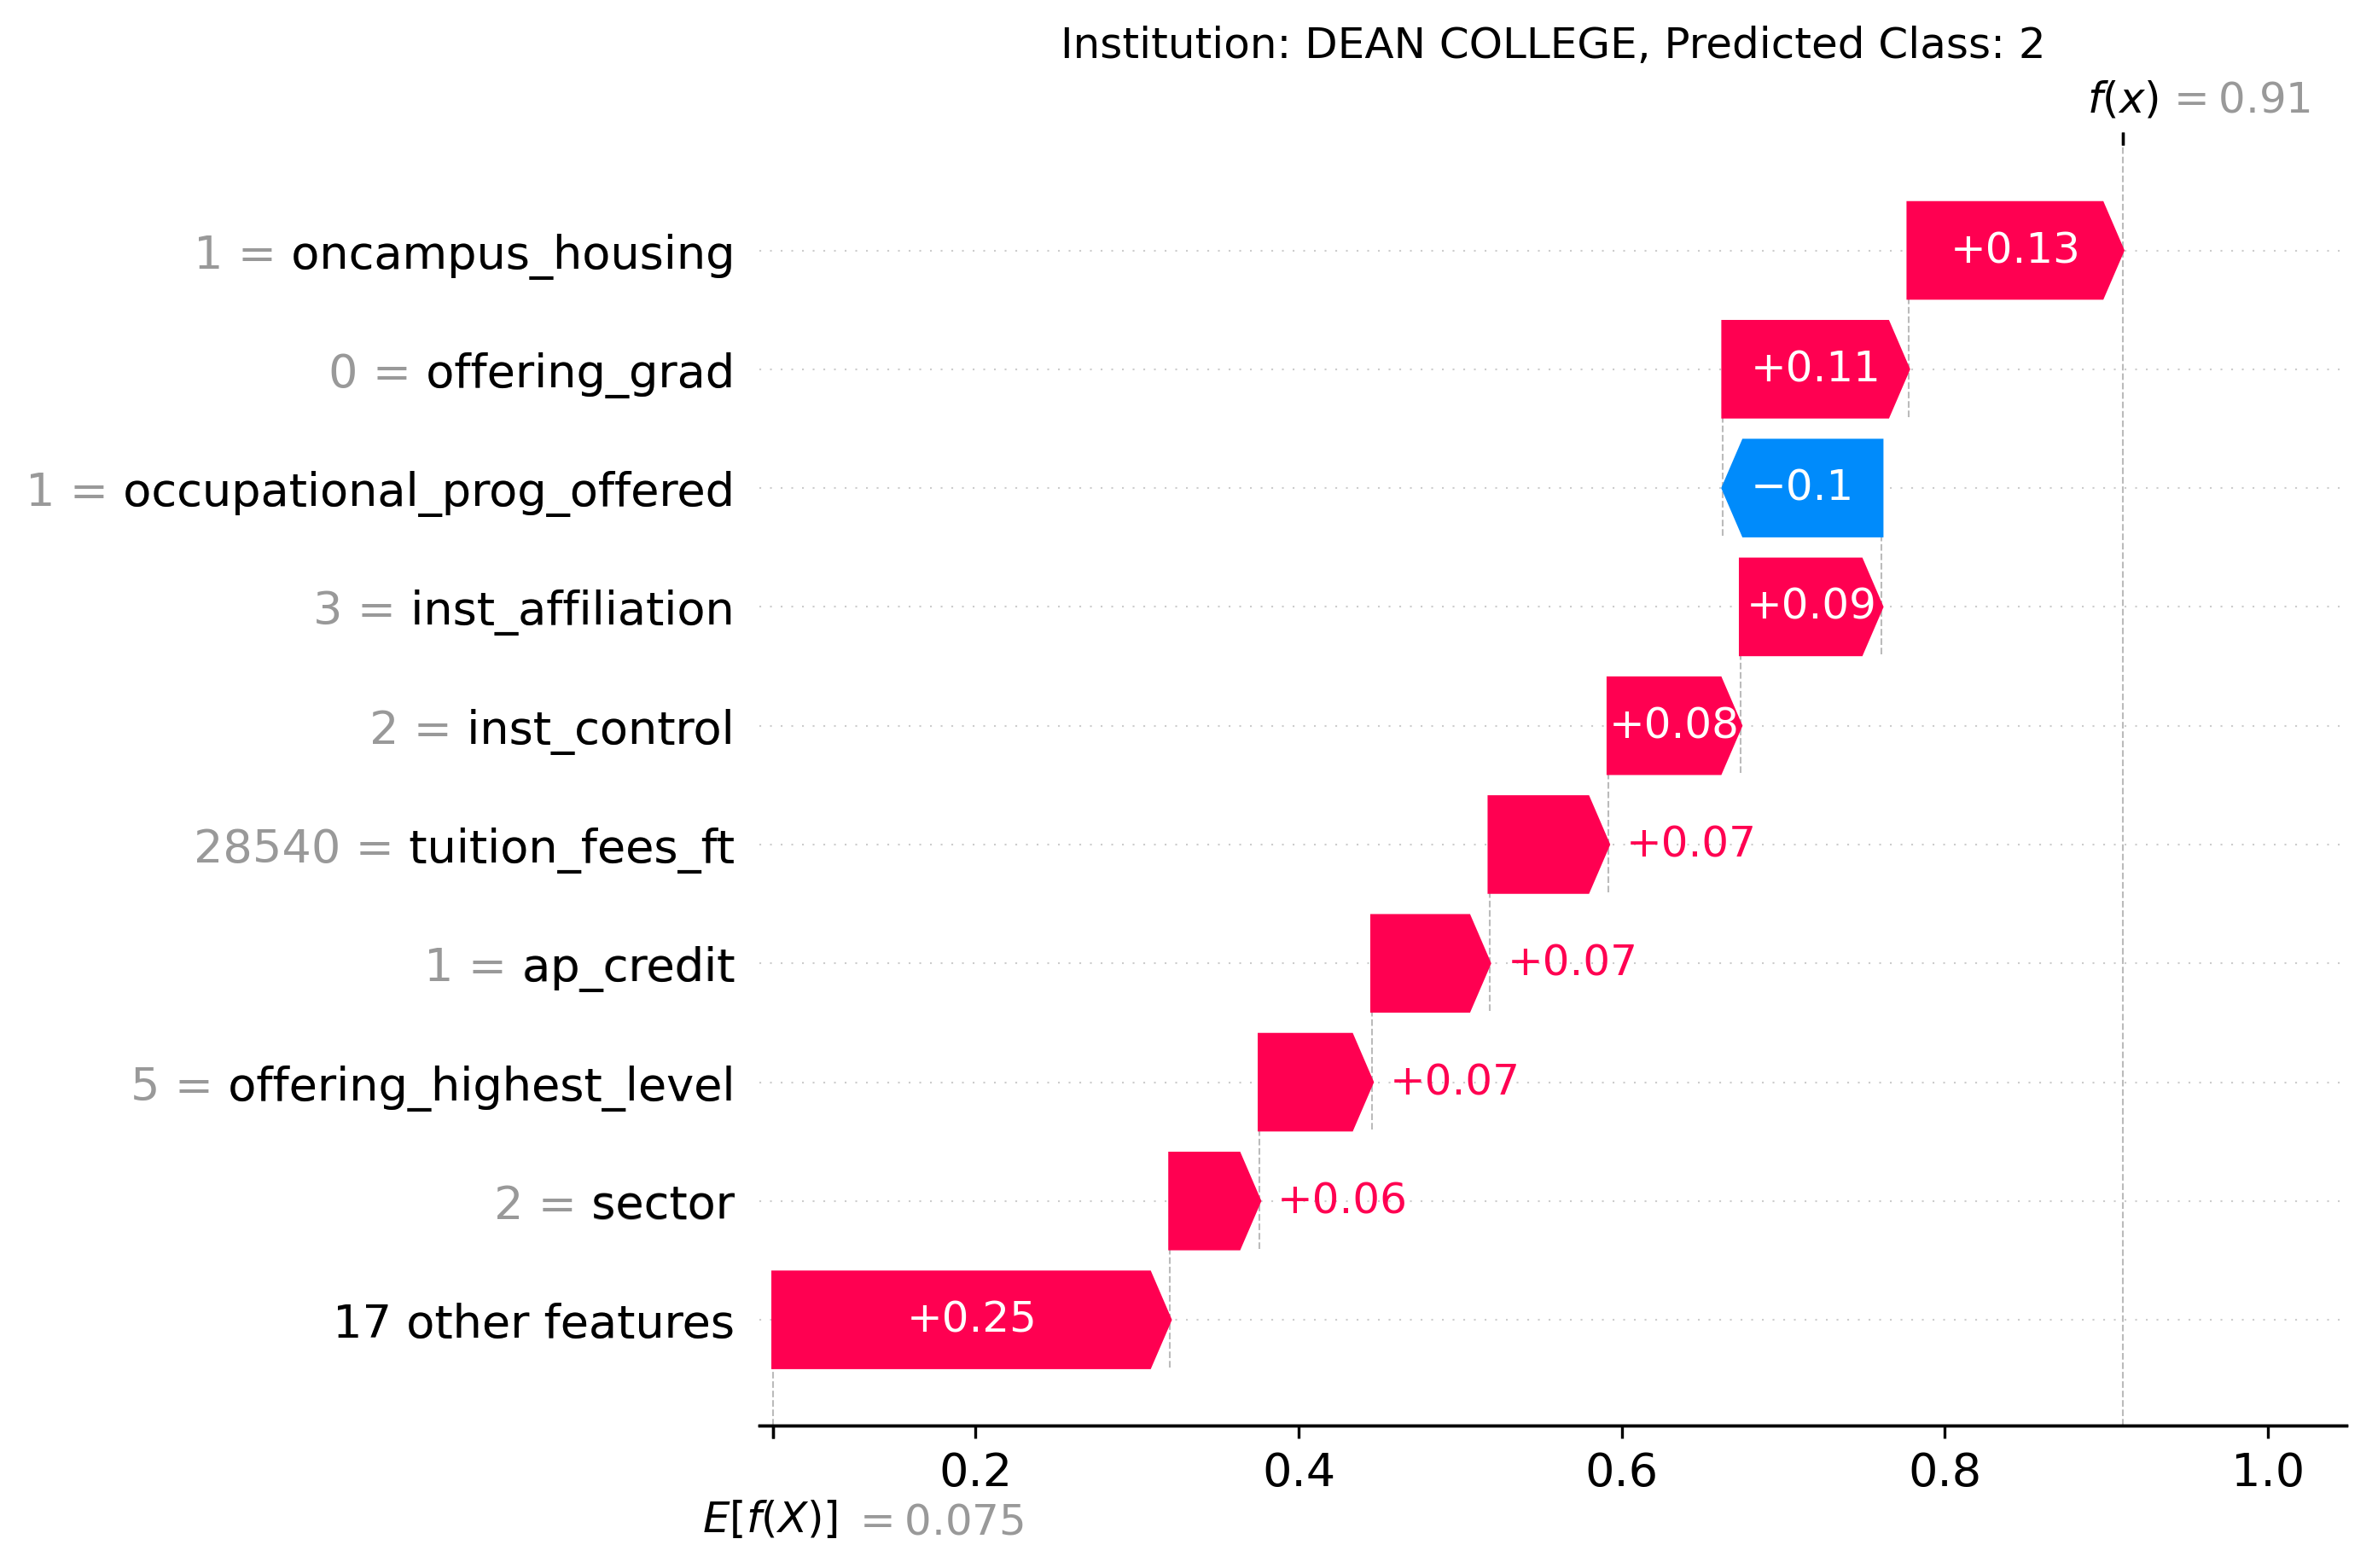 Institution: DEAN COLLEGE, Predicted Class: 2
f(x) = 0.91
1 = oncampus_housing +0.13
0 = offering_grad +0.11
1 = occupational_prog_offered −0.1
3 = inst_affiliation +0.09
2 = inst_control +0.08
28540 = tuition_fees_ft +0.07
1 = ap_credit +0.07
5 = offering_highest_level +0.07
2 = sector +0.06
17 other features +0.25
0.2 0.4 0.6 0.8 1.0
E[f(X)] = 0.075